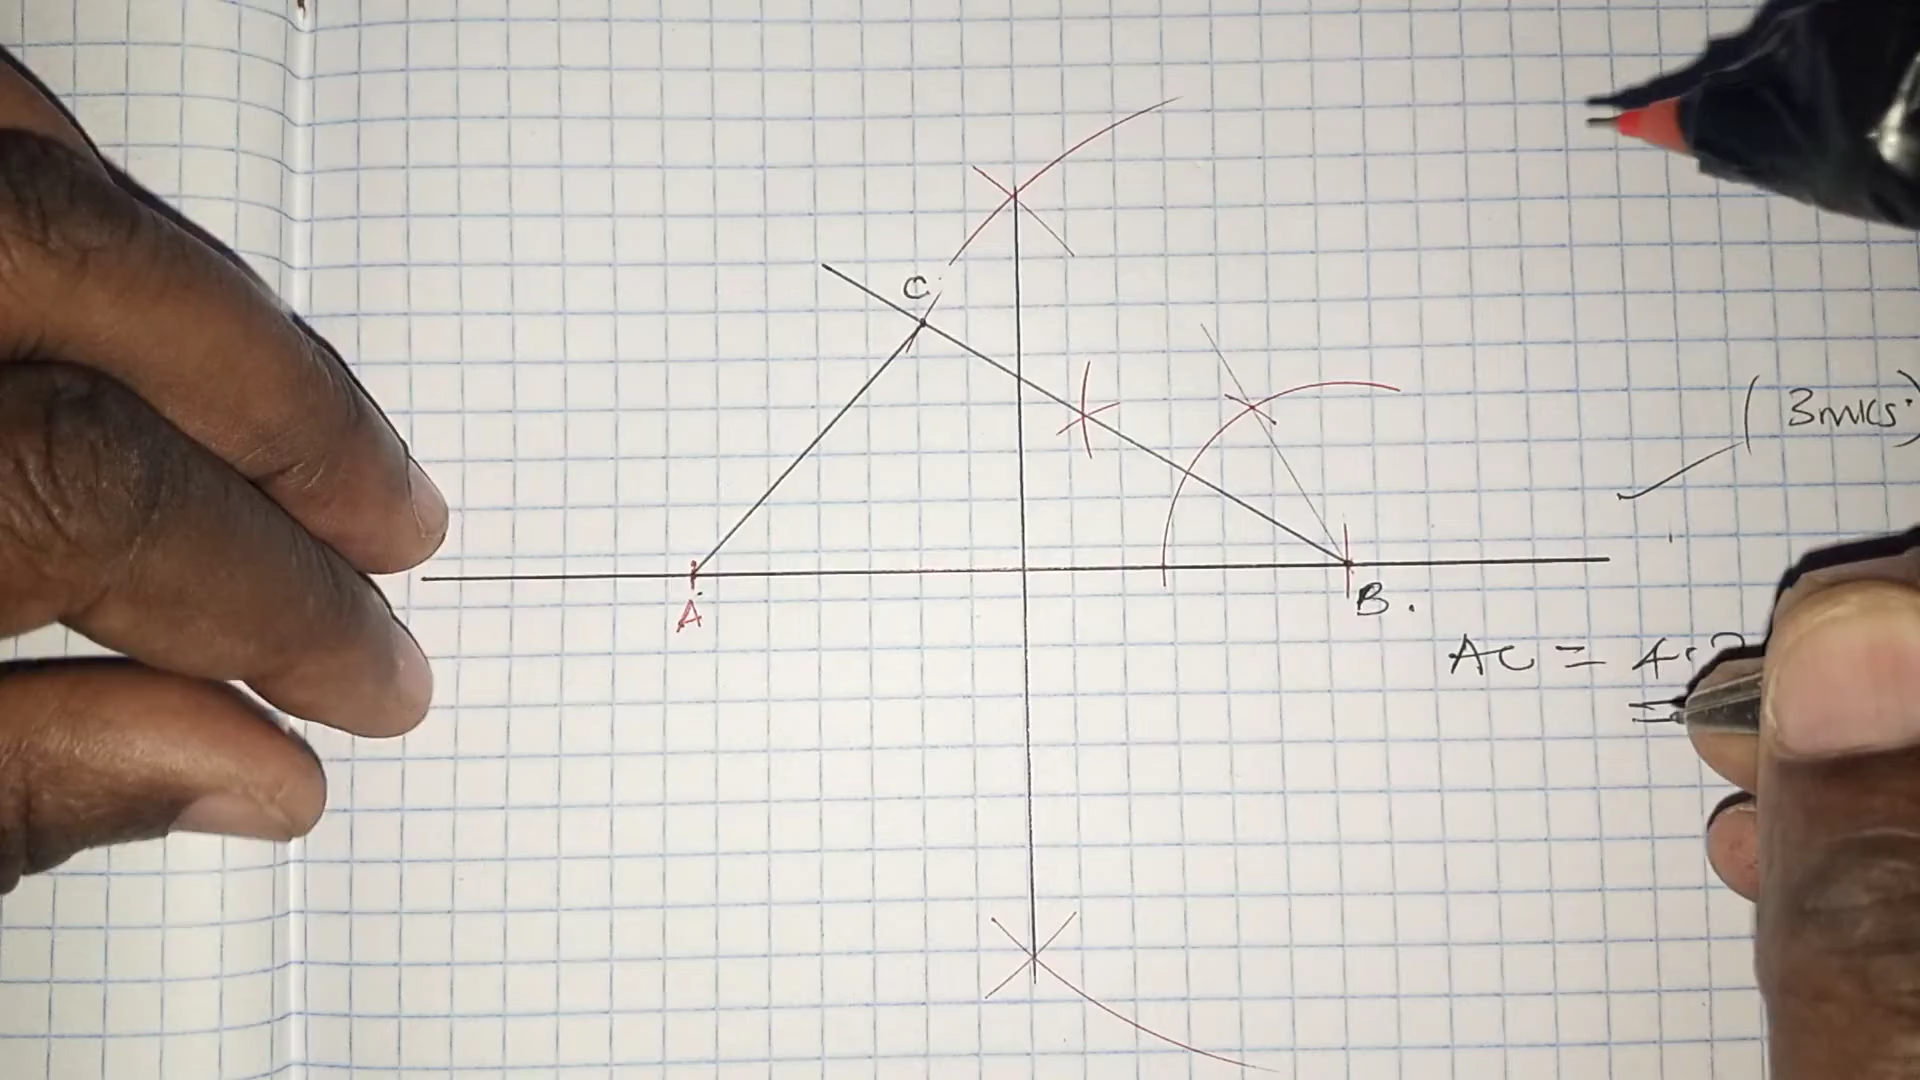 C
(3mks)
A
B.
AC = 4.